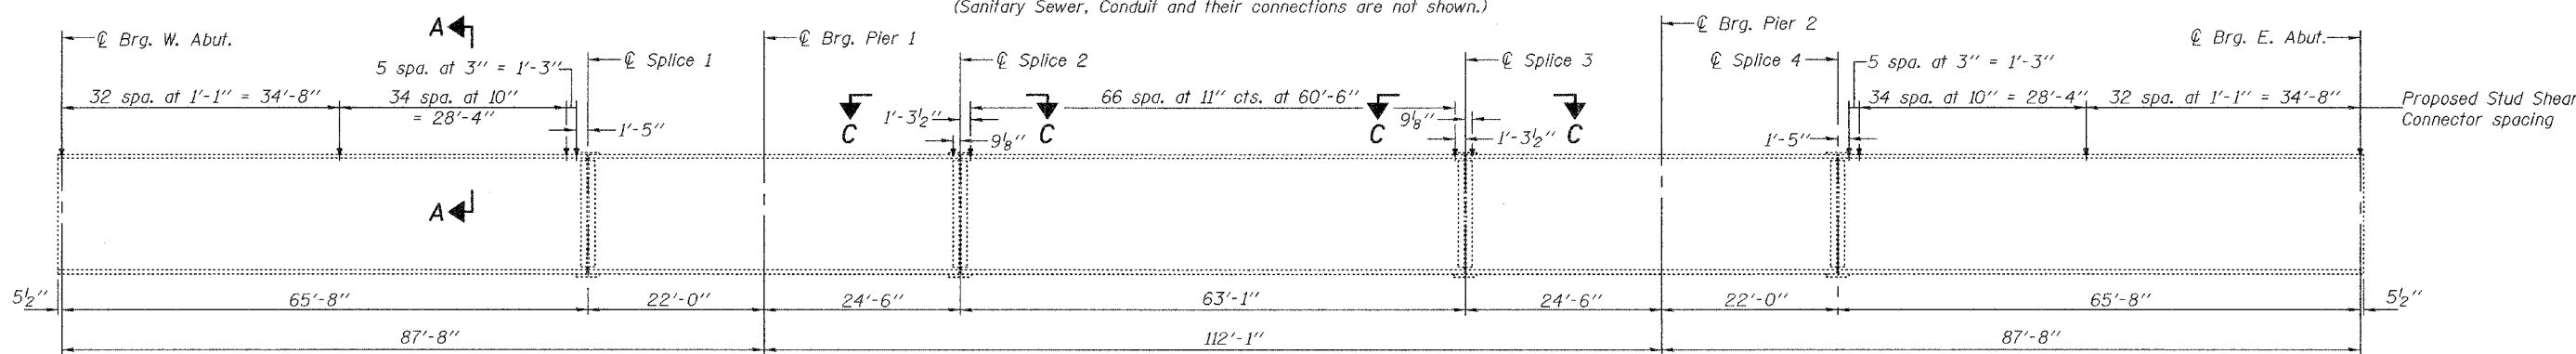 (Sanitary Sewer, Conduit and their connections are not shown.)
℄ Brg. W. Abut.
A
℄ Splice 1
℄ Brg. Pier 1
℄ Splice 2
℄ Splice 3
℄ Brg. Pier 2
℄ Splice 4
℄ Brg. E. Abut.
5 spa. at 3" = 1'-3"
5 spa. at 3" = 1'-3"
32 spa. at 1'-1" = 34'-8"
34 spa. at 10"
= 28'-4"
1'-5"
C
1'-3½"
9⅛"
C
66 spa. at 11" cts. at 60'-6"
C
9⅛"
1'-3½"
C
1'-5"
34 spa. at 10" = 28'-4"
32 spa. at 1'-1" = 34'-8"
Proposed Stud Shear
Connector spacing
A
5½"
65'-8"
22'-0"
24'-6"
63'-1"
24'-6"
22'-0"
65'-8"
5½"
87'-8"
112'-1"
87'-8"